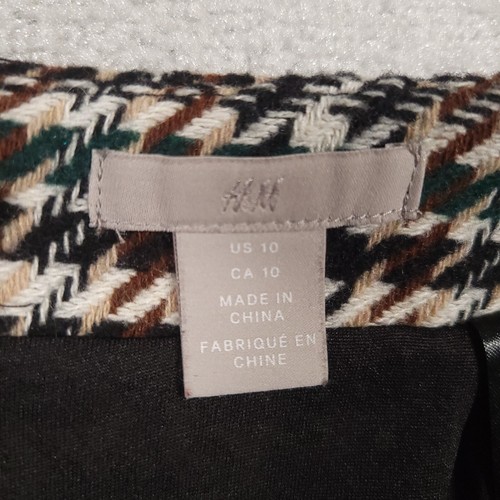 H&M
US 10
CA 10
MADE IN
CHINA
FABRIQUÉ EN
CHINE